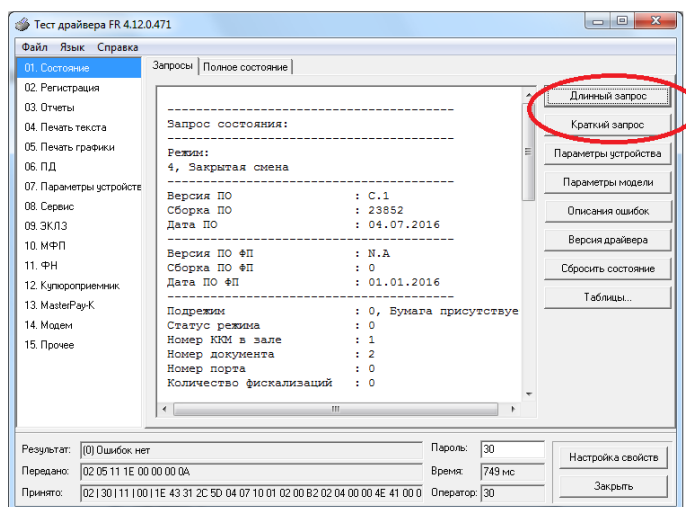 Тест драйвера FR 4.12.0.471
Файл Язык Справка
01. Состояние
02. Регистрация
03. Отчеты
04. Печать текста
05. Печать графики
06. ПД
07. Параметры устройств
08. Сервис
09. ЭКЛЗ
10. МФП
11. ФН
12. Купюроприемник
13. MasterPay-K
14. Модем
15. Прочее
Запросы Полное состояние
----------------------------------------
Запрос состояния:
----------------------------------------
Режим:
4, Закрытая смена
----------------------------------------
Версия ПО : C.1
Сборка ПО : 23852
Дата ПО : 04.07.2016
----------------------------------------
Версия ПО ФП : N.A
Сборка ПО ФП : 0
Дата ПО ФП : 01.01.2016
----------------------------------------
Подрежим : 0, Бумага присутствуе
Статус режима : 0
Номер ККМ в зале : 1
Номер документа : 2
Номер порта : 0
Количество фискализаций : 0
Длинный запрос
Краткий запрос
Параметры устройства
Параметры модели
Описания ошибок
Версия драйвера
Сбросить состояние
Таблицы...
Результат: (0) Ошибок нет
Передано: 02 05 11 1E 00 00 00 0A
Принято: 02 | 30 | 11 | 00 | 1E 43 31 2C 5D 04 07 10 01 02 00 B2 02 04 00 00 4E 41 00 0
Пароль: 30
Время: 749 мс
Оператор: 30
Настройка свойств
Закрыть